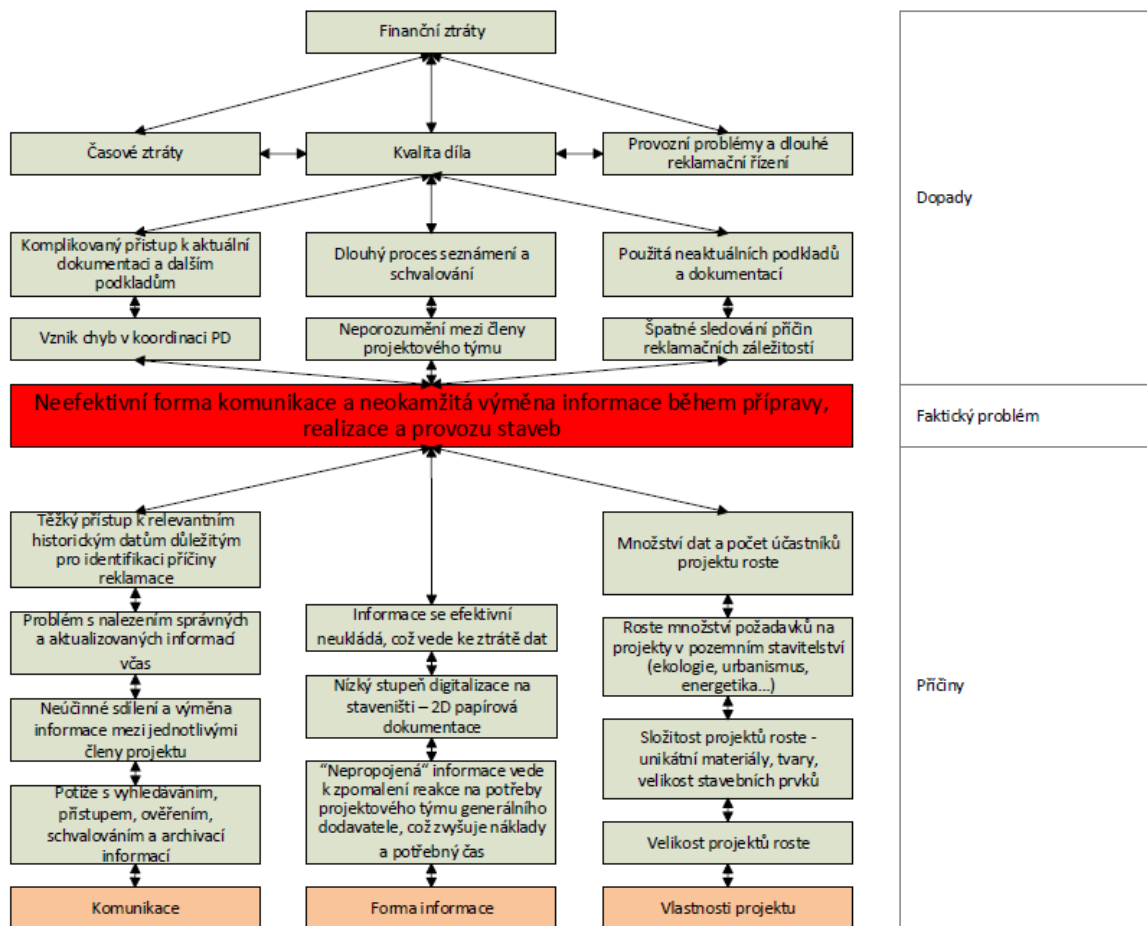 Finanční ztráty
Časové ztráty
Kvalita díla
Provozní problémy a dlouhé
reklamační řízení
Dopady
Komplikovaný přístup k aktuální
dokumentaci a dalším
podkladům
Dlouhý proces seznámení a
schvalování
Použitá neaktuálních podkladů
a dokumentací
Vznik chyb v koordinaci PD
Neporozumění mezi členy
projektového týmu
Špatné sledování příčin
reklamačních záležitostí
Neefektivní forma komunikace a neokamžitá výměna informace během přípravy,
realizace a provozu staveb
Faktický problém
Těžký přístup k relevantním
historickým datům důležitým
pro identifikaci příčiny
reklamace
Množství dat a počet účastníků
projektu roste
Problém s nalezením správných
a aktualizovaných informací
včas
Informace se efektivní
neukládá, což vede ke ztrátě dat
Roste množství požadavků na
projekty v pozemním stavitelství
(ekologie, urbanismus,
energetika...)
Příčiny
Neúčinné sdílení a výměna
informace mezi jednotlivými
členy projektu
Nízký stupeň digitalizace na
staveništi – 2D papírová
dokumentace
Složitost projektů roste -
unikátní materiály, tvary,
velikost stavebních prvků
Potíže s vyhledáváním,
přístupem, ověřením,
schvalováním a archivací
informací
“Nepropojená“ informace vede
k zpomalení reakce na potřeby
projektového týmu generálního
dodavatele, což zvyšuje náklady
a potřebný čas
Velikost projektů roste
Komunikace
Forma informace
Vlastnosti projektu